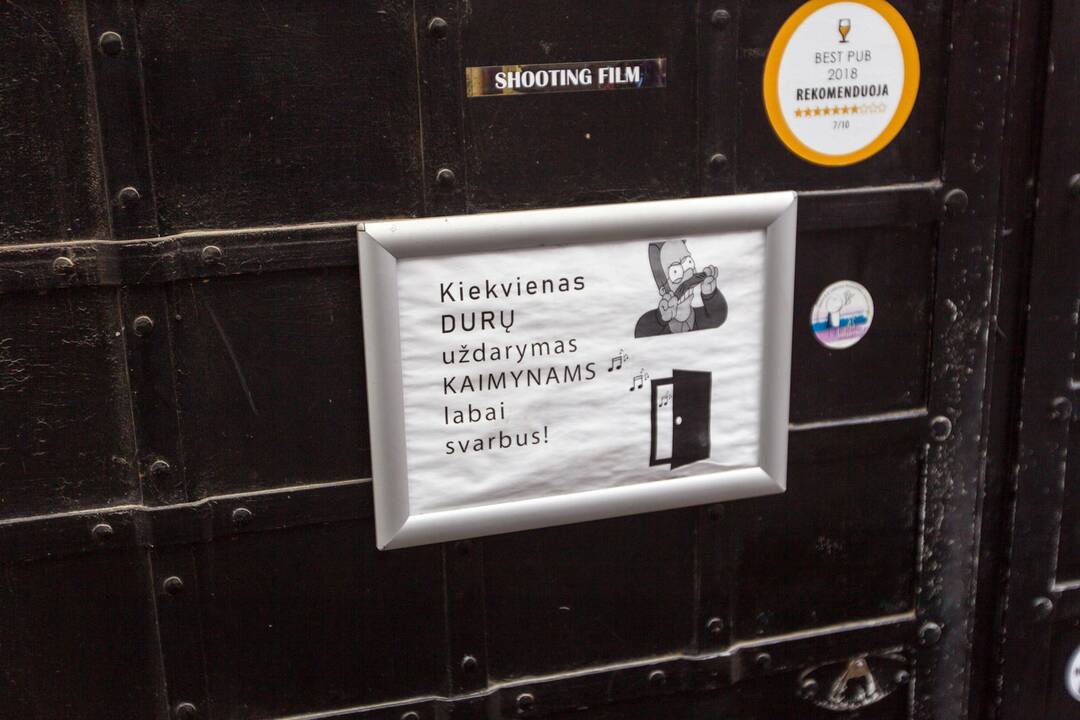 SHOOTING FILM
BEST PUB
2018
REKOMENDUOJA
7/10
Kiekvienas
DURŲ
uždarymas
KAIMYNAMS
labai
svarbus!